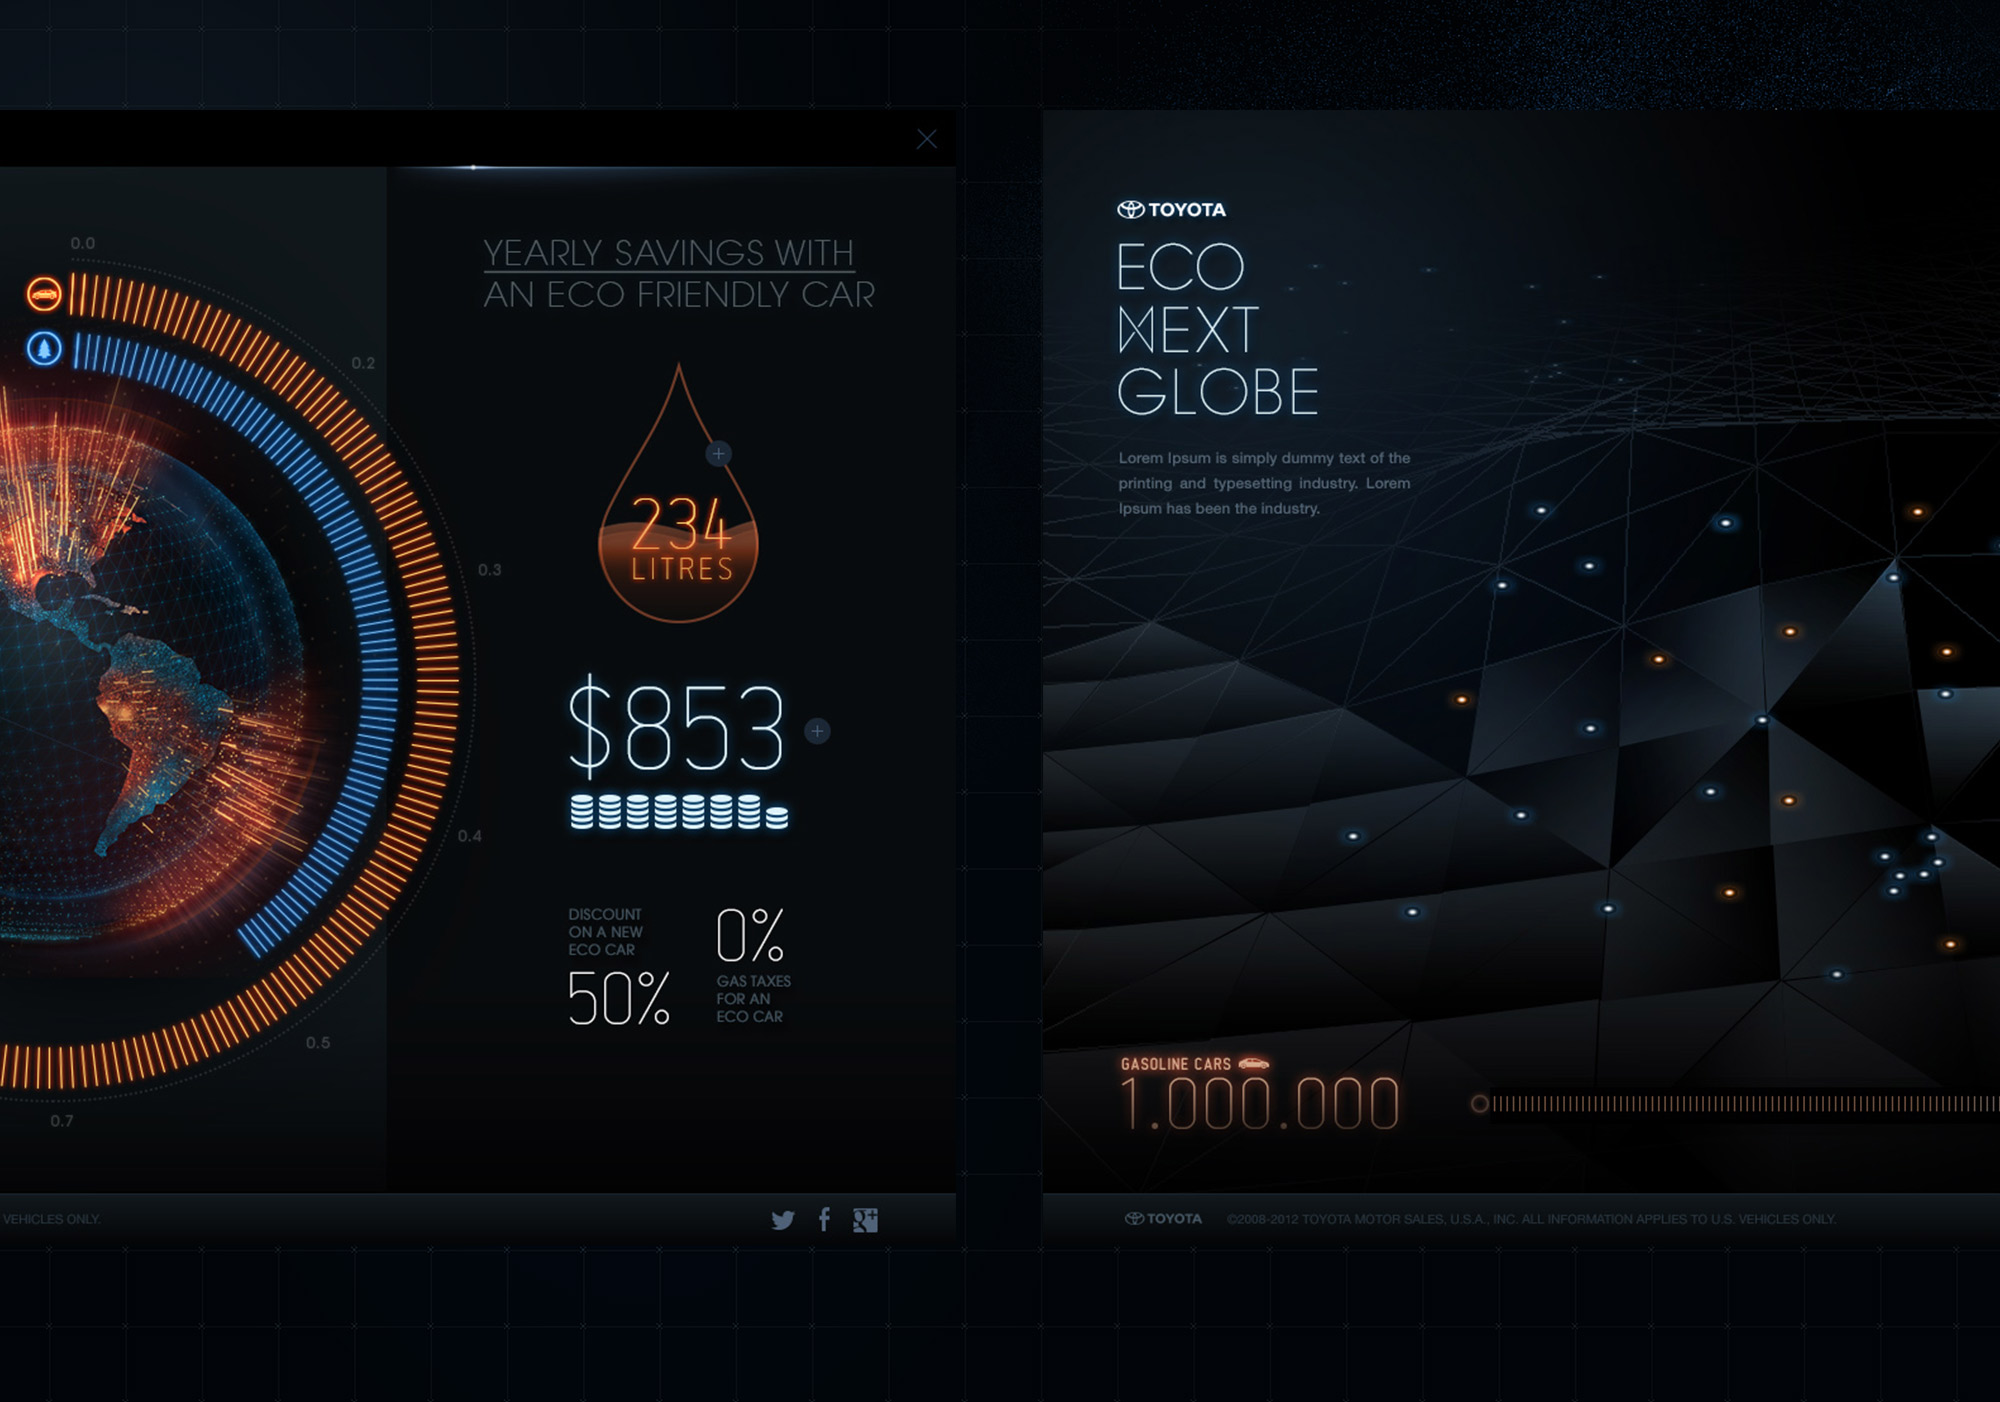 0.0
0.2
0.3
0.4
0.5
0.7
YEARLY SAVINGS WITH
AN ECO FRIENDLY CAR
234
LITRES
$853
DISCOUNT
ON A NEW
ECO CAR
50%
0%
GAS TAXES
FOR AN
ECO CAR
VEHICLES ONLY.
TOYOTA
ECO
NEXT
GLOBE
Lorem Ipsum is simply dummy text of the
printing and typesetting industry. Lorem
Ipsum has been the industry.
GASOLINE CARS
1.000.000
TOYOTA ©2008-2012 TOYOTA MOTOR SALES, U.S.A., INC. ALL INFORMATION APPLIES TO U.S. VEHICLES ONLY.